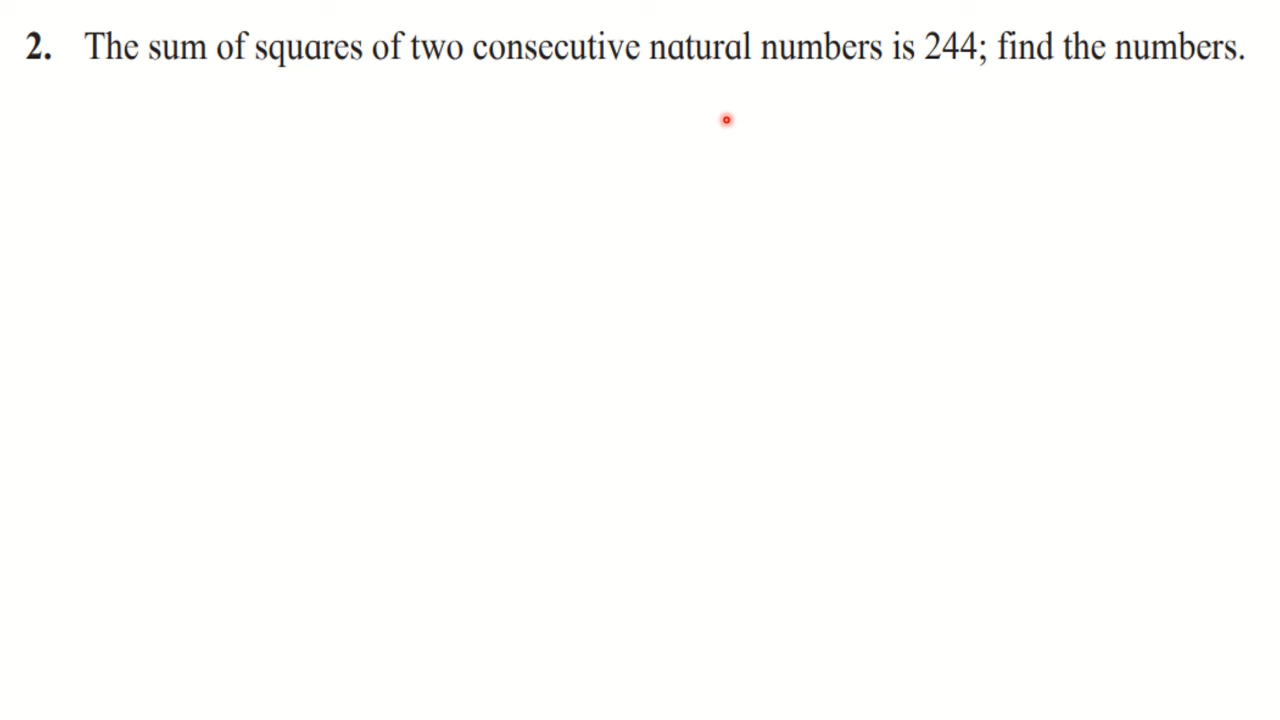 2. The sum of squares of two consecutive natural numbers is 244; find the numbers.